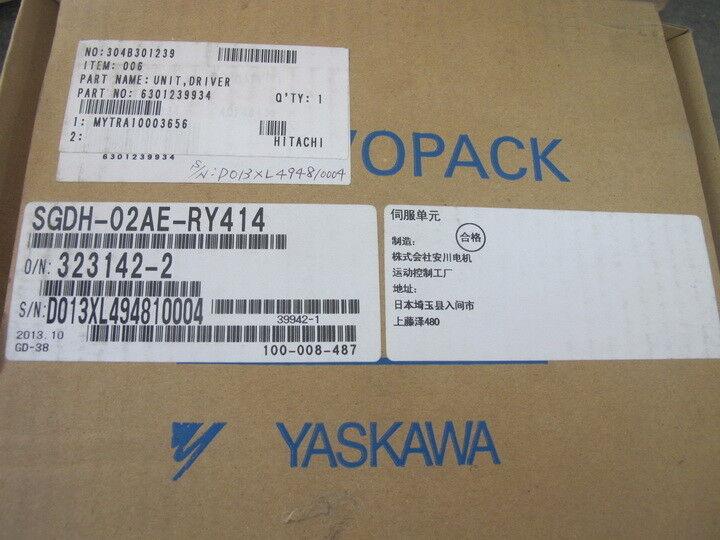 NO:304B301239
ITEM: 006
PART NAME:UNIT,DRIVER
PART NO: 6301239934
Q'TY: 1
1: MYTRA10003656
2:
HITACHI
6301239934
S/N:D013XL494810004
OPACK
SGDH-02AE-RY414
O/N: 323142-2
S/N:D013XL494810004
39942-1
2013.10
GD-38
100-008-487
伺服单元
制造:
合格
株式会社安川电机
运动控制工厂
地址:
日本埼玉县入间市
上藤泽480
YASKAWA